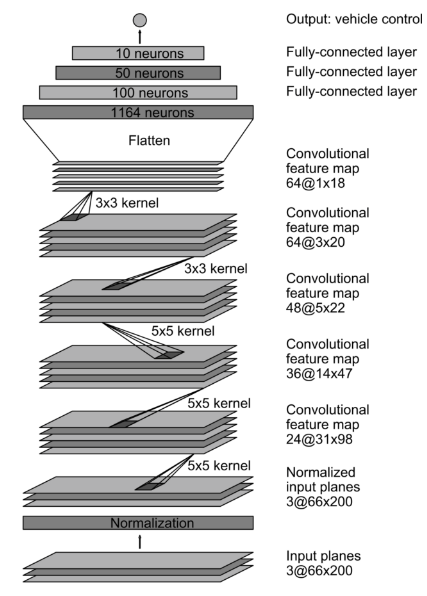 Output: vehicle control
10 neurons
Fully-connected layer
50 neurons
Fully-connected layer
100 neurons
Fully-connected layer
1164 neurons
Flatten
Convolutional
feature map
64@1x18
3x3 kernel
Convolutional
feature map
64@3x20
3x3 kernel
Convolutional
feature map
48@5x22
5x5 kernel
Convolutional
feature map
36@14x47
5x5 kernel
Convolutional
feature map
24@31x98
5x5 kernel
Normalized
input planes
3@66x200
Normalization
Input planes
3@66x200